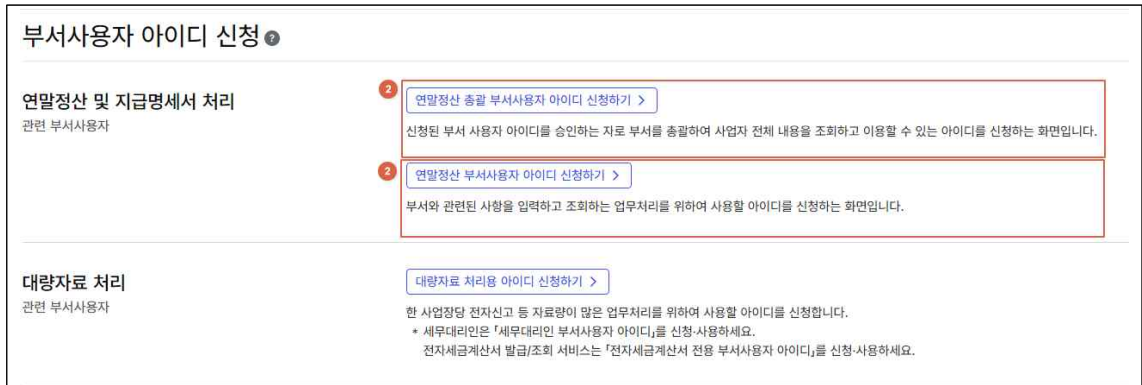 부서사용자 아이디 신청 ?
2
연말정산 및 지급명세서 처리
관련 부서사용자
연말정산 총괄 부서사용자 아이디 신청하기 >
신청된 부서 사용자 아이디를 승인하는 자로 부서를 총괄하여 사업자 전체 내용을 조회하고 이용할 수 있는 아이디를 신청하는 화면입니다.
2
연말정산 부서사용자 아이디 신청하기 >
부서와 관련된 사항을 입력하고 조회하는 업무처리를 위하여 사용할 아이디를 신청하는 화면입니다.
대량자료 처리
관련 부서사용자
대량자료 처리용 아이디 신청하기 >
한 사업장당 전자신고 등 자료량이 많은 업무처리를 위하여 사용할 아이디를 신청합니다.
* 세무대리인은 「세무대리인 부서사용자 아이디」를 신청·사용하세요.
전자세금계산서 발급/조회 서비스는 「전자세금계산서 전용 부서사용자 아이디」를 신청·사용하세요.